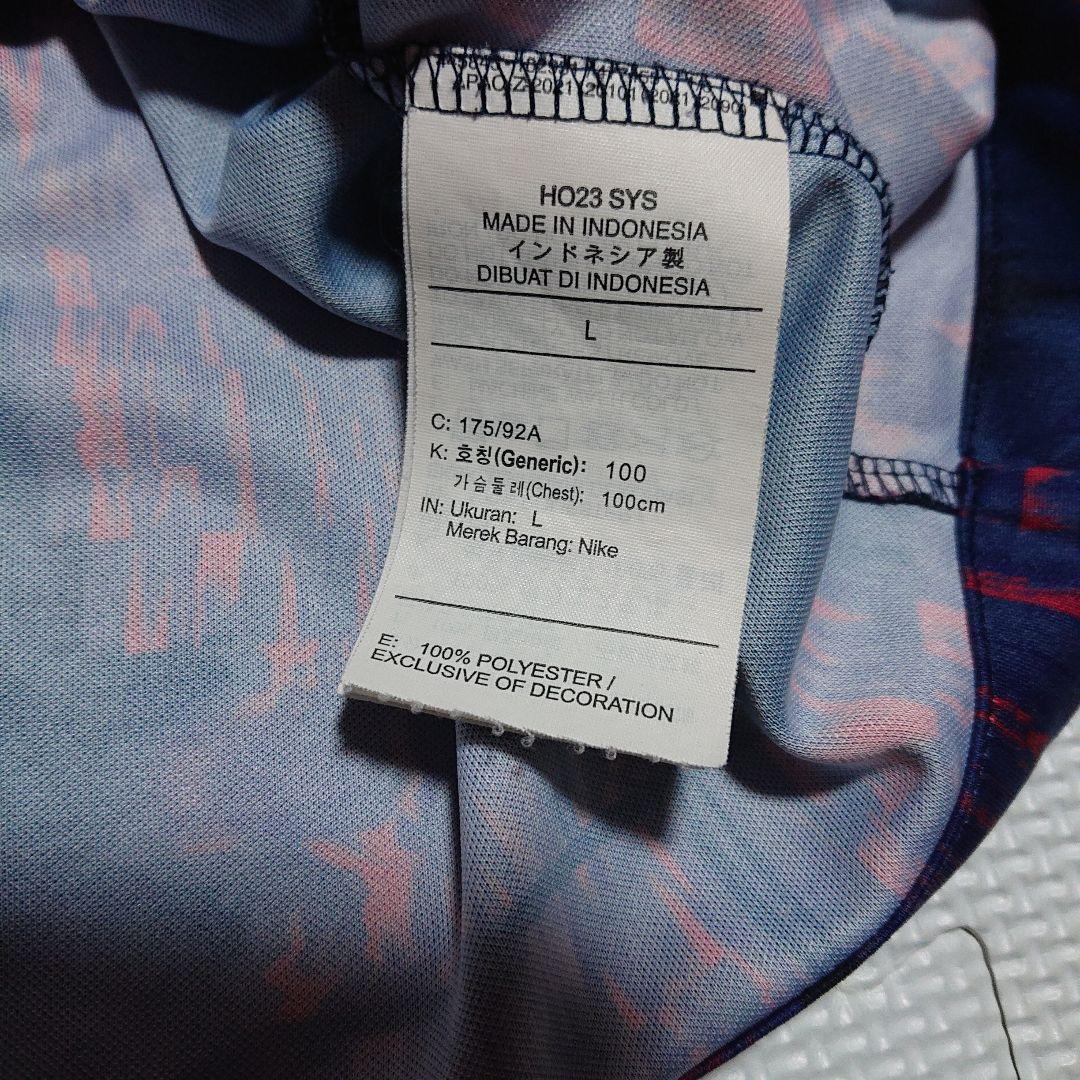 HO23 SYS
MADE IN INDONESIA
インドネシア製
DIBUAT DI INDONESIA
L
C: 175/92A
K: 호칭(Generic): 100
가슴둘레(Chest): 100cm
IN: Ukuran: L
Merek Barang: Nike
E: 100% POLYESTER /
EXCLUSIVE OF DECORATION